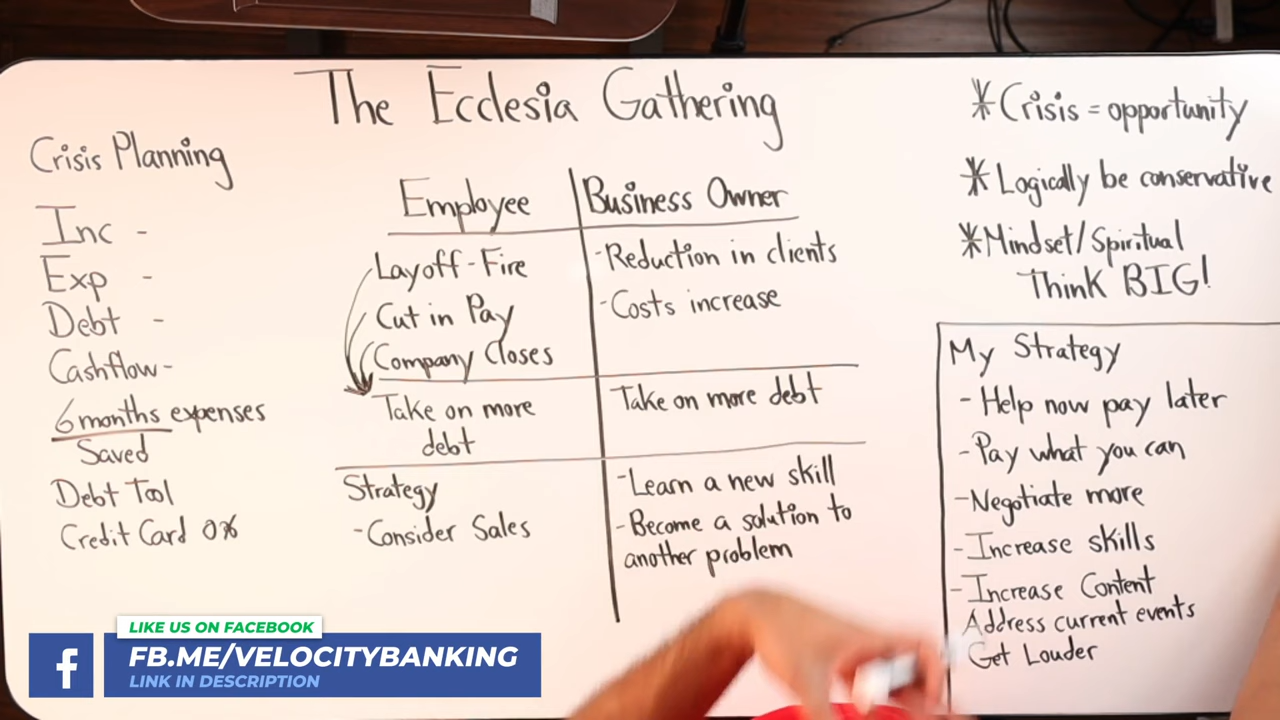 The Ecclesia Gathering
Crisis Planning
Inc -
Exp -
Debt -
Cashflow -
6 months expenses
Saved
Debt Tool
Credit Card 0%
Employee
Layoff - Fire
Cut in Pay
Company Closes
Take on more
debt
Strategy
- Consider Sales
Business Owner
- Reduction in clients
- Costs increase
Take on more debt
- Learn a new skill
- Become a solution to
another problem
* Crisis = opportunity
* Logically be conservative
* Mindset/Spiritual
Think BIG!
My Strategy
- Help now pay later
- Pay what you can
- Negotiate more
- Increase skills
- Increase Content
Address current events
Get Louder
LIKE US ON FACEBOOK
f
FB.ME/VELOCITYBANKING
LINK IN DESCRIPTION